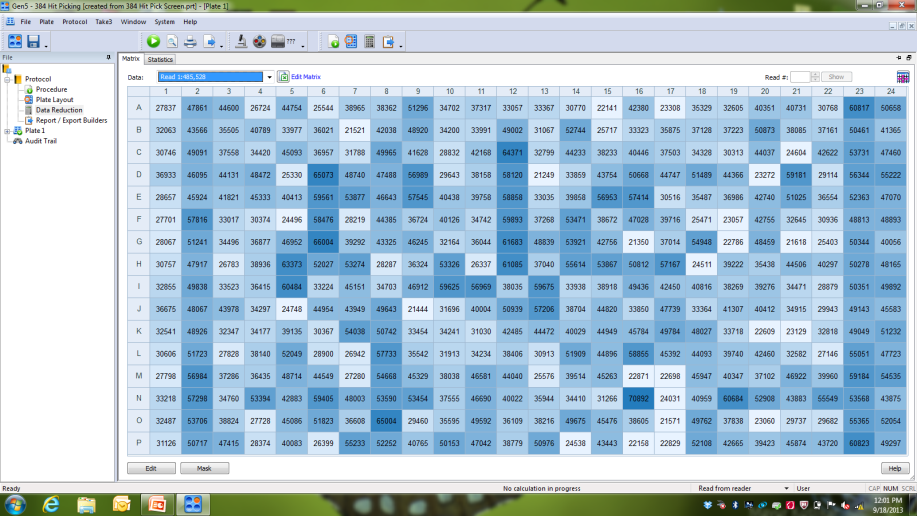 Gen5 - 384 Hit Picking [created from 384 Hit Pick Screen.prt] - [Plate 1]
File Plate Protocol Take3 Window System Help
???
File
Protocol
Procedure
Plate Layout
Data Reduction
Report / Export Builders
Plate 1
Audit Trail
Matrix Statistics
Data: Read 1:485,528 Edit Matrix Read #: Show
1 2 3 4 5 6 7 8 9 10 11 12 13 14 15 16 17 18 19 20 21 22 23 24
A 27837 47861 44600 26724 44754 25544 38965 38362 51296 34702 37317 53057 33367 30770 22141 42380 23308 35329 32605 40351 40731 30768 60817 50658
B 32063 43566 35505 40789 33977 36021 21521 42038 48920 34200 33991 49002 31067 52744 25717 33323 35875 37128 37223 50873 38085 37161 50461 41365
C 30746 49091 37558 34420 45093 36957 31788 49965 41628 28832 42168 64371 32799 44233 38233 40446 37503 34328 30313 44037 24604 42622 53731 47460
D 36933 44095 44131 48472 25330 65073 48740 47488 56989 29643 38158 58120 21249 33859 43754 50668 44747 51489 44366 23272 59181 29114 56344 55222
E 28657 45924 41821 45333 40413 59561 53877 46643 57545 40438 39758 58858 33035 39858 56953 57414 30516 35487 36986 42740 51025 36554 52363 47070
F 27701 57816 33017 30374 24496 58476 28219 44385 36724 40126 34742 59893 37268 53471 38672 47028 39716 25471 23057 42755 32645 30936 48813 48893
G 28067 51241 34496 36877 46952 66004 39292 43325 46245 32164 36044 61683 48839 53921 42756 21350 37014 54948 22786 48459 21618 25403 50344 40056
H 30757 47917 26783 38936 63373 52027 53274 28287 36324 53326 26337 61085 37040 55614 53867 50812 57167 24511 39222 35438 44506 40297 50278 48165
I 32855 49838 33523 36415 60484 33224 45151 34703 46912 59625 56969 38035 59675 33938 38918 49436 42450 40816 38269 39276 34471 28879 50351 49892
J 36675 48067 43978 34297 24748 44954 43949 49643 21444 31696 40004 50939 57206 38704 44820 33850 47739 33364 41307 40412 34915 29943 49143 45583
K 32541 48926 32347 34177 39135 30367 54038 50742 33454 34241 31030 42485 44472 40029 44949 45784 49784 48027 33718 22609 23129 32818 49049 51232
L 30606 51723 27828 38140 52049 28900 26942 57733 35542 31913 34234 38406 30913 51909 44896 58855 45392 44093 39740 42460 32582 27146 55051 47723
M 27798 56984 37286 36435 48714 44549 27280 54668 45329 38038 46581 44040 25576 39514 45263 22871 22698 45947 40347 37102 46922 39960 59184 54535
N 33218 57298 34760 53394 42883 59405 48003 53590 53454 37757 46690 40022 35944 34410 31266 70892 24031 40959 60684 52908 43883 55549 53568 43875
O 32487 53706 38824 27728 45086 51823 36608 65004 29460 35595 49592 36109 38216 49675 45476 38605 21571 49762 37838 23060 29737 29682 55365 52054
P 31126 50717 47415 28374 40083 26399 55233 52252 40765 50153 47042 38779 50976 24538 43443 22158 22829 52108 42665 39423 45874 43720 60823 49297
Edit Mask Help
Ready No calculation in progress Read from reader User CAP NUM SCRL
12:01 PM
9/18/2013